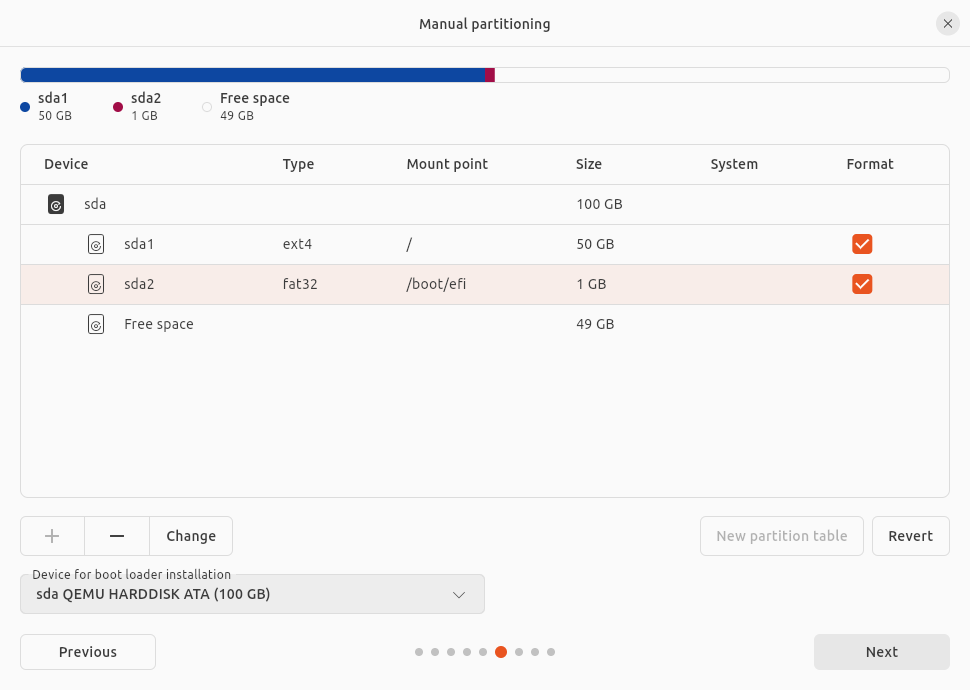 Manual partitioning
sda1
50 GB
sda2
1 GB
Free space
49 GB
Device Type Mount point Size System Format
sda 100 GB
sda1 ext4 / 50 GB
sda2 fat32 /boot/efi 1 GB
Free space 49 GB
Change New partition table Revert
Device for boot loader installation
sda QEMU HARDDISK ATA (100 GB)
Previous Next